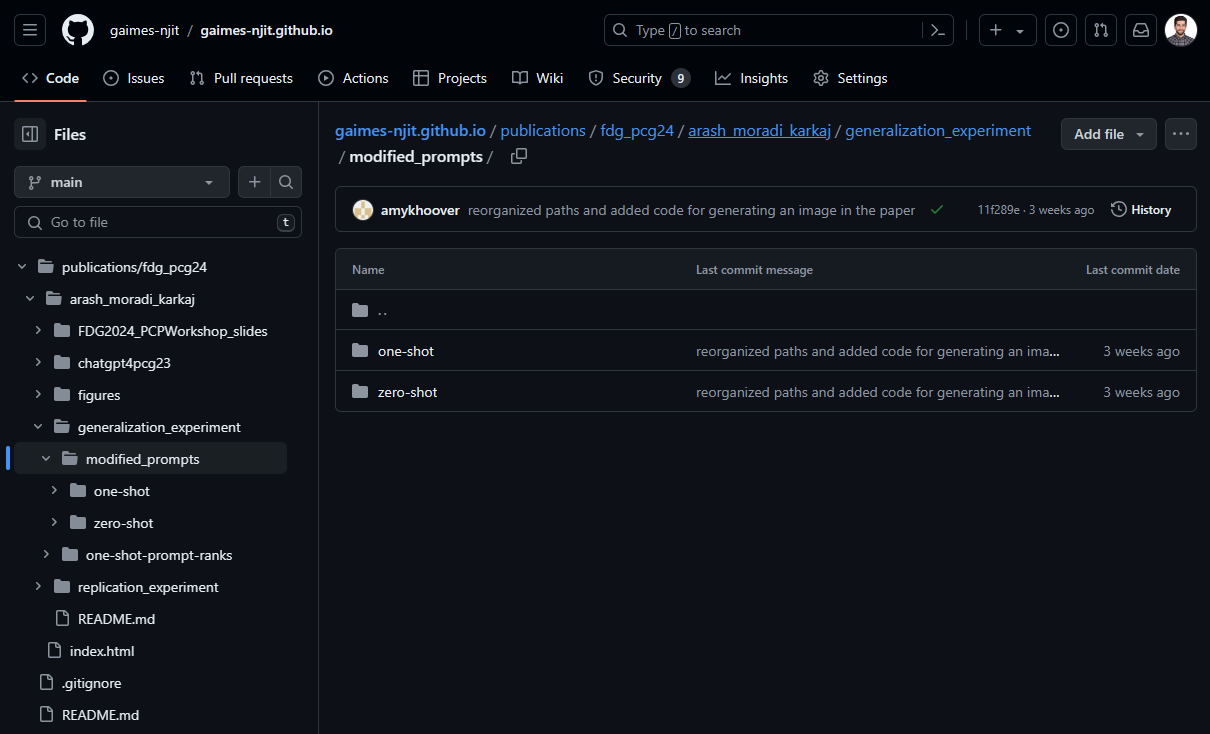 gaimes-njit / gaimes-njit.github.io
Type / to search
Code
Issues
Pull requests
Actions
Projects
Wiki
Security 9
Insights
Settings
Files
main
Go to file
t
publications/fdg_pcg24
arash_moradi_karkaj
FDG2024_PCPWorkshop_slides
chatgpt4pcg23
figures
generalization_experiment
modified_prompts
one-shot
zero-shot
one-shot-prompt-ranks
replication_experiment
README.md
index.html
.gitignore
README.md
gaimes-njit.github.io / publications / fdg_pcg24 / arash_moradi_karkaj / generalization_experiment
/ modified_prompts /
Add file
amykhoover reorganized paths and added code for generating an image in the paper
11f289e · 3 weeks ago
History
Name Last commit message Last commit date
..
one-shot reorganized paths and added code for generating an ima... 3 weeks ago
zero-shot reorganized paths and added code for generating an ima... 3 weeks ago